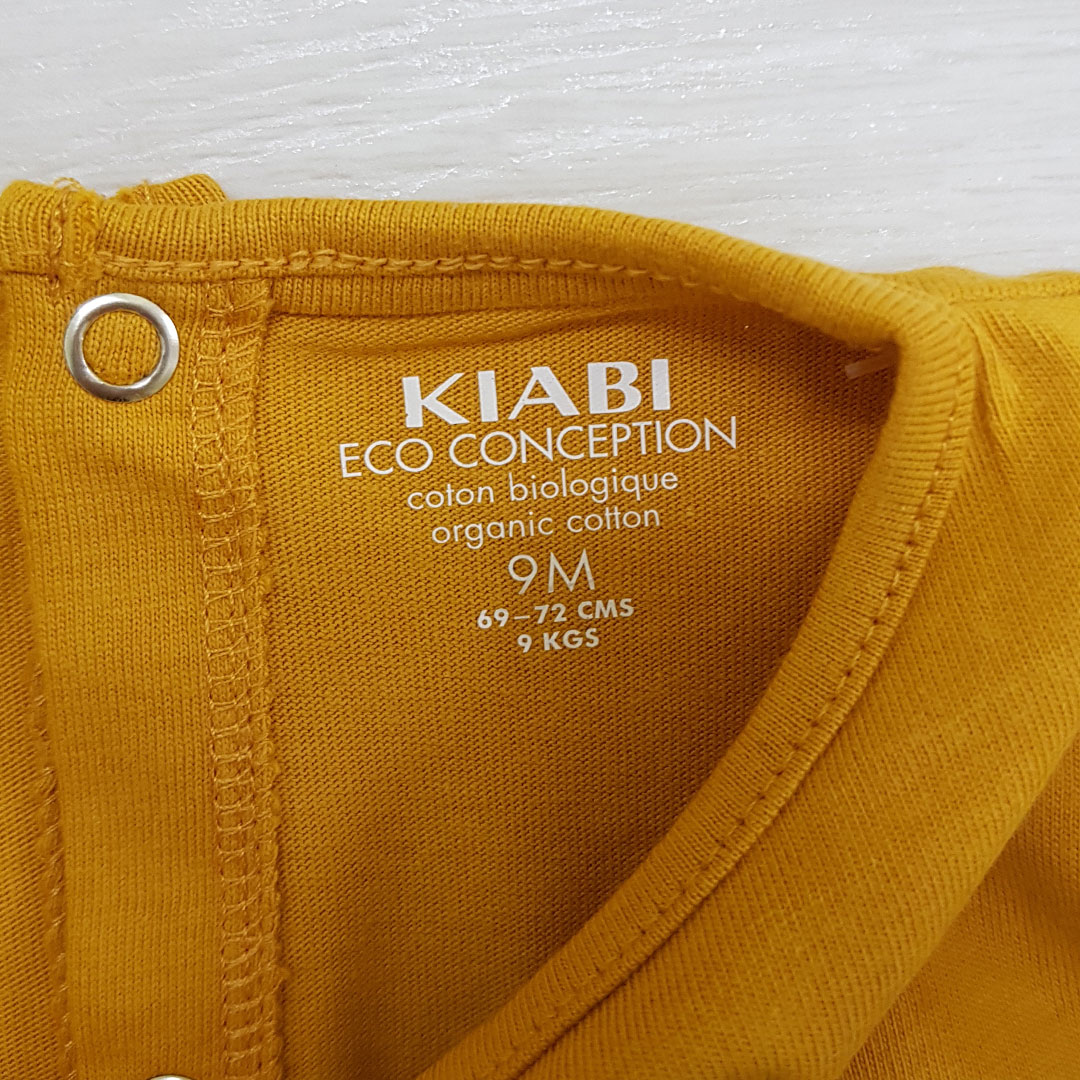 KIABI
ECO CONCEPTION
coton biologique
organic cotton
9M
69–72 CMS
9 KGS